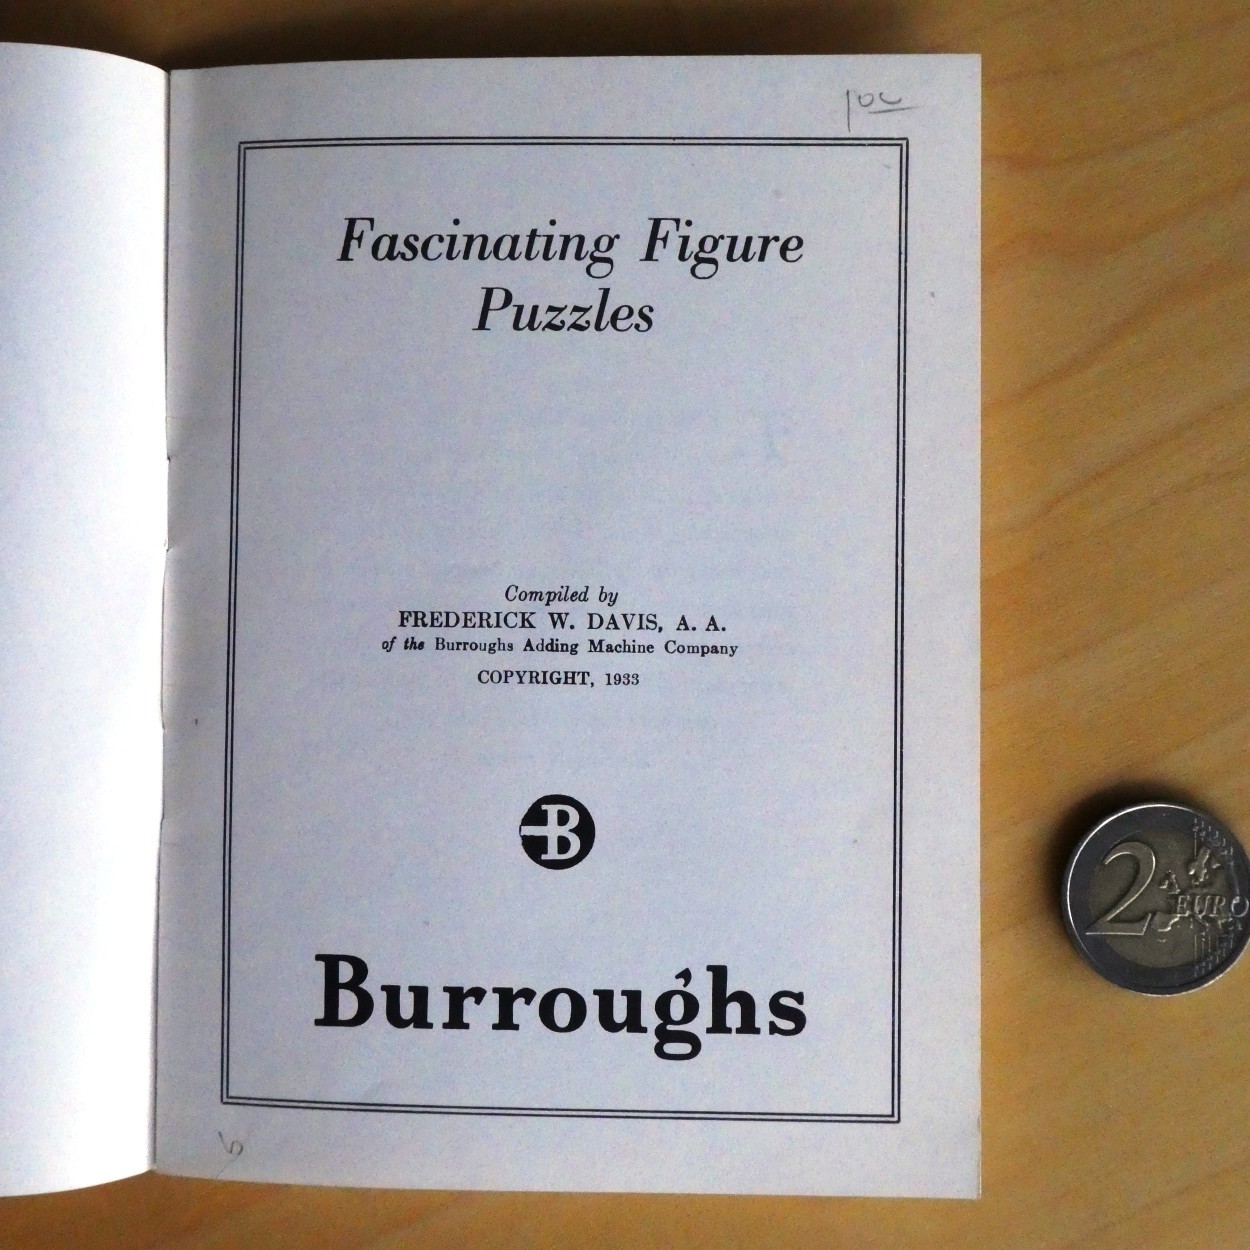 Fascinating Figure
Puzzles
Compiled by
FREDERICK W. DAVIS, A. A.
of the Burroughs Adding Machine Company
COPYRIGHT, 1933
B
Burroughs
2 EURO